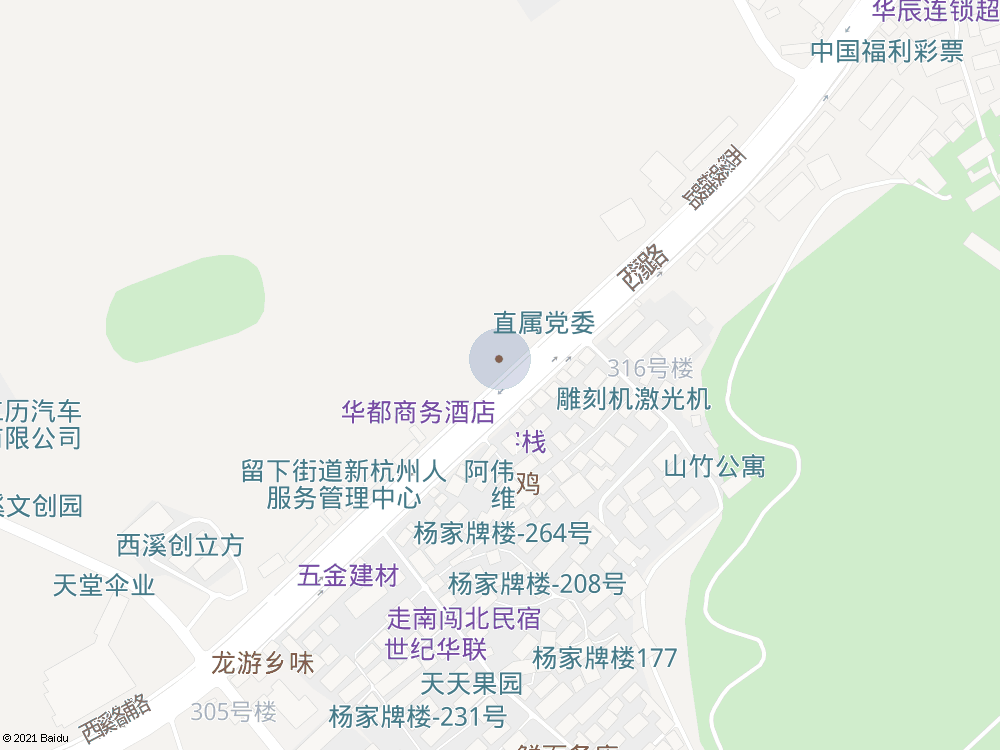 华辰连锁超
中国福利彩票
西溪路
直属党委
316号楼
雕刻机激光机
历汽车
有限公司
华都商务酒店
栈
山竹公寓
留下街道新杭州人
服务管理中心
阿伟
维
鸡
溪文创园
杨家牌楼-264号
西溪创立方
天堂伞业
五金建材
杨家牌楼-208号
走南闯北民宿
世纪华联
龙游乡味
杨家牌楼177
天天果园
305号楼
杨家牌楼-231号
© 2021 Baidu